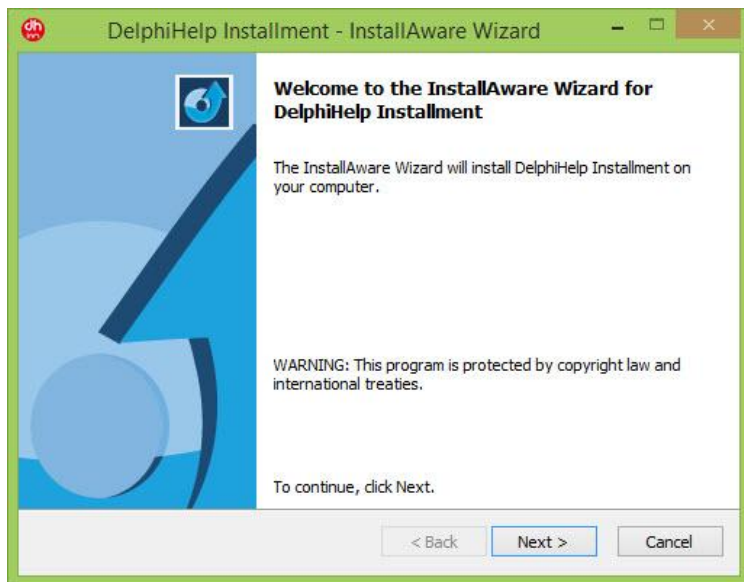 dh
DelphiHelp Installment - InstallAware Wizard
Welcome to the InstallAware Wizard for
DelphiHelp Installment
The InstallAware Wizard will install DelphiHelp Installment on
your computer.
WARNING: This program is protected by copyright law and
international treaties.
To continue, click Next.
< Back Next > Cancel